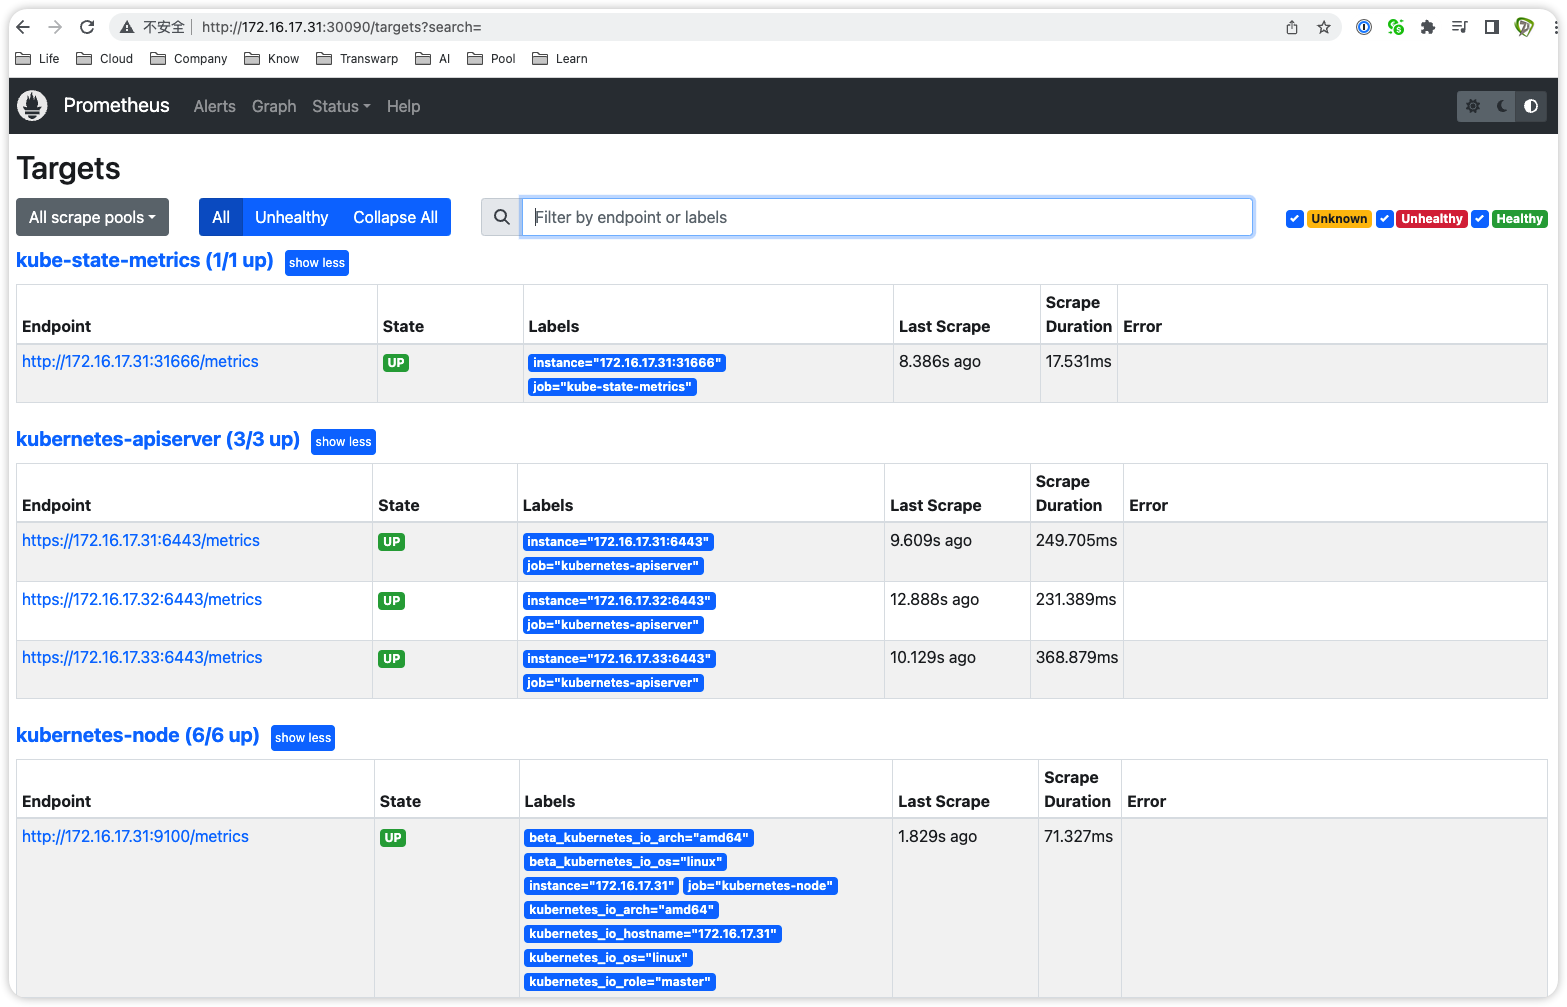 不安全 http://172.16.17.31:30090/targets?search=
Life Cloud Company Know Transwarp AI Pool Learn
Prometheus Alerts Graph Status Help
Targets
All scrape pools All Unhealthy Collapse All Filter by endpoint or labels Unknown Unhealthy Healthy
kube-state-metrics (1/1 up) show less
Endpoint State Labels Last Scrape Scrape Duration Error
http://172.16.17.31:31666/metrics UP instance="172.16.17.31:31666" 8.386s ago 17.531ms
job="kube-state-metrics"
kubernetes-apiserver (3/3 up) show less
Endpoint State Labels Last Scrape Scrape Duration Error
https://172.16.17.31:6443/metrics UP instance="172.16.17.31:6443" 9.609s ago 249.705ms
job="kubernetes-apiserver"
https://172.16.17.32:6443/metrics UP instance="172.16.17.32:6443" 12.888s ago 231.389ms
job="kubernetes-apiserver"
https://172.16.17.33:6443/metrics UP instance="172.16.17.33:6443" 10.129s ago 368.879ms
job="kubernetes-apiserver"
kubernetes-node (6/6 up) show less
Endpoint State Labels Last Scrape Scrape Duration Error
http://172.16.17.31:9100/metrics UP beta_kubernetes_io_arch="amd64" 1.829s ago 71.327ms
beta_kubernetes_io_os="linux"
instance="172.16.17.31" job="kubernetes-node"
kubernetes_io_arch="amd64"
kubernetes_io_hostname="172.16.17.31"
kubernetes_io_os="linux"
kubernetes_io_role="master"